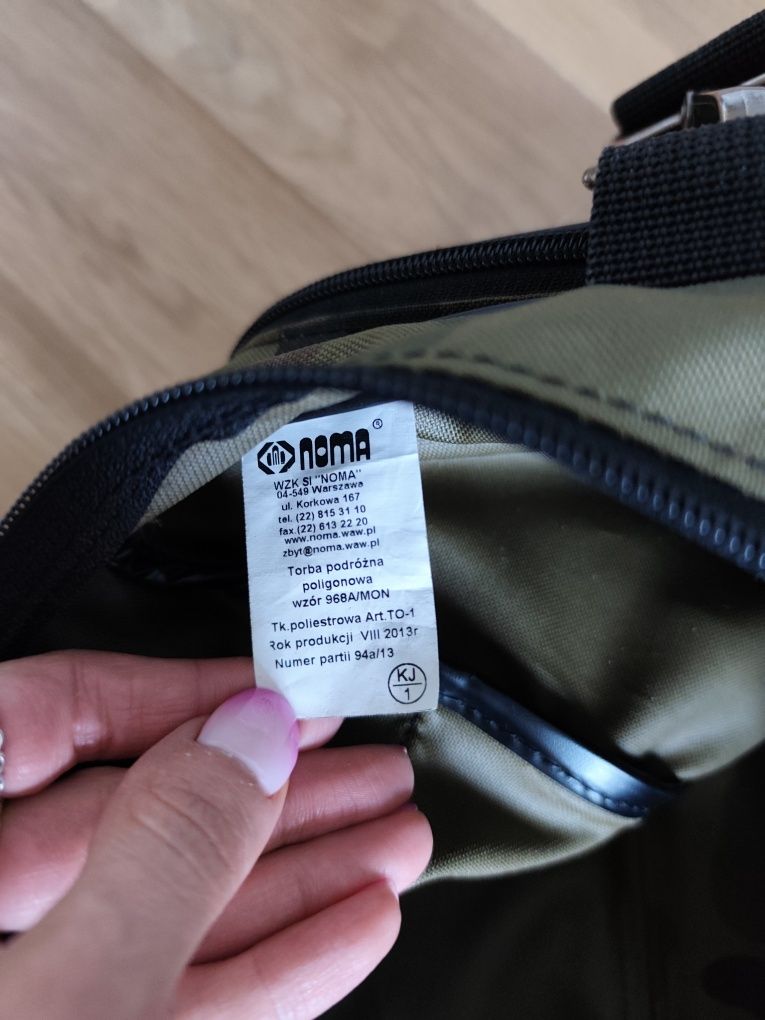 NOMA ®
WZK SI "NOMA"
04-549 Warszawa
ul. Korkowa 167
tel. (22) 815 31 10
fax.(22) 613 22 20
www.noma.waw.pl
zbyt@noma.waw.pl
Torba podróżna
poligonowa
wzór 968A/MON
Tk.poliestrowa Art.TO-1
Rok produkcji VIII 2013r
Numer partii 94a/13
KJ
1